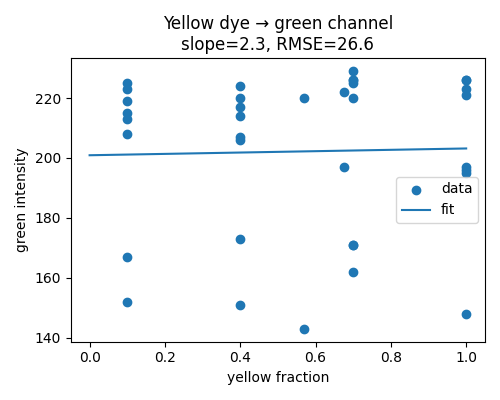 Yellow dye → green channel
slope=2.3, RMSE=26.6
green intensity
220
200
180
160
140
data
fit
0.0 0.2 0.4 0.6 0.8 1.0
yellow fraction